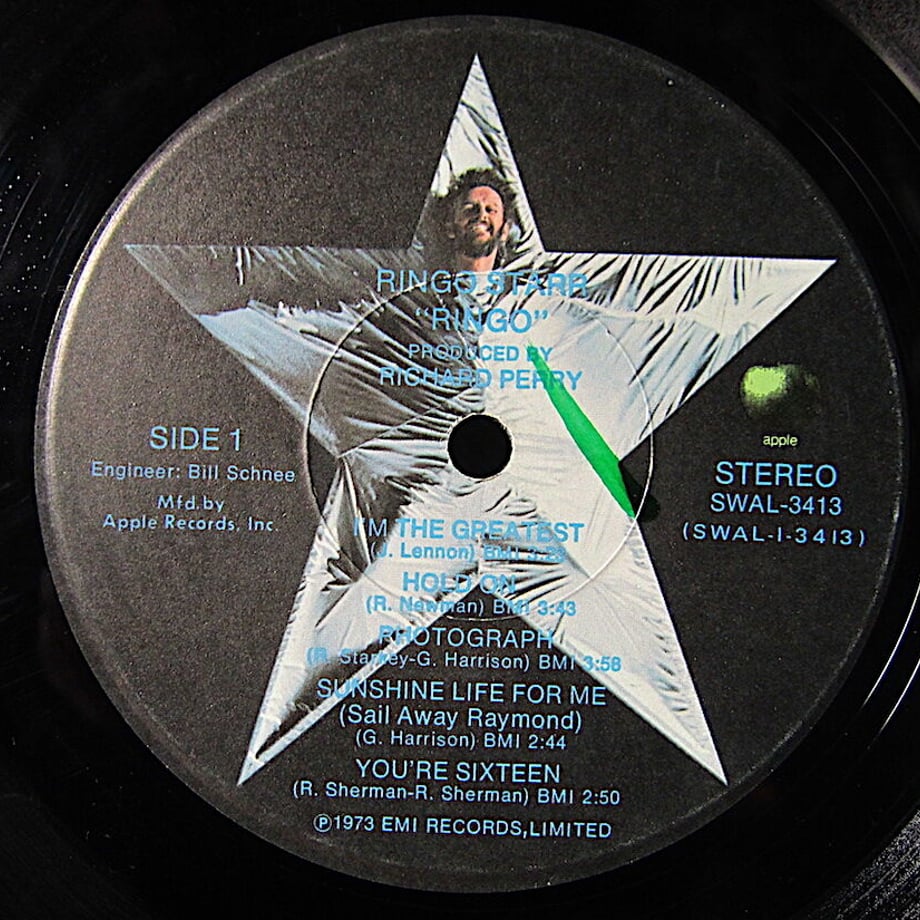 RINGO STARR
"RINGO"
PRODUCED BY
RICHARD PERRY
SIDE 1
Engineer: Bill Schnee
Mfd. by
Apple Records, Inc.
apple
STEREO
SWAL-3413
(SWAL-1-3413)
I'M THE GREATEST
(J. Lennon) BMI
HOLD ON
(R. Newman) BMI 3:43
PHOTOGRAPH
(R. Starkey-G. Harrison) BMI 3:58
SUNSHINE LIFE FOR ME
(Sail Away Raymond)
(G. Harrison) BMI 2:44
YOU'RE SIXTEEN
(R. Sherman-R. Sherman) BMI 2:50
Ⓟ1973 EMI RECORDS,LIMITED